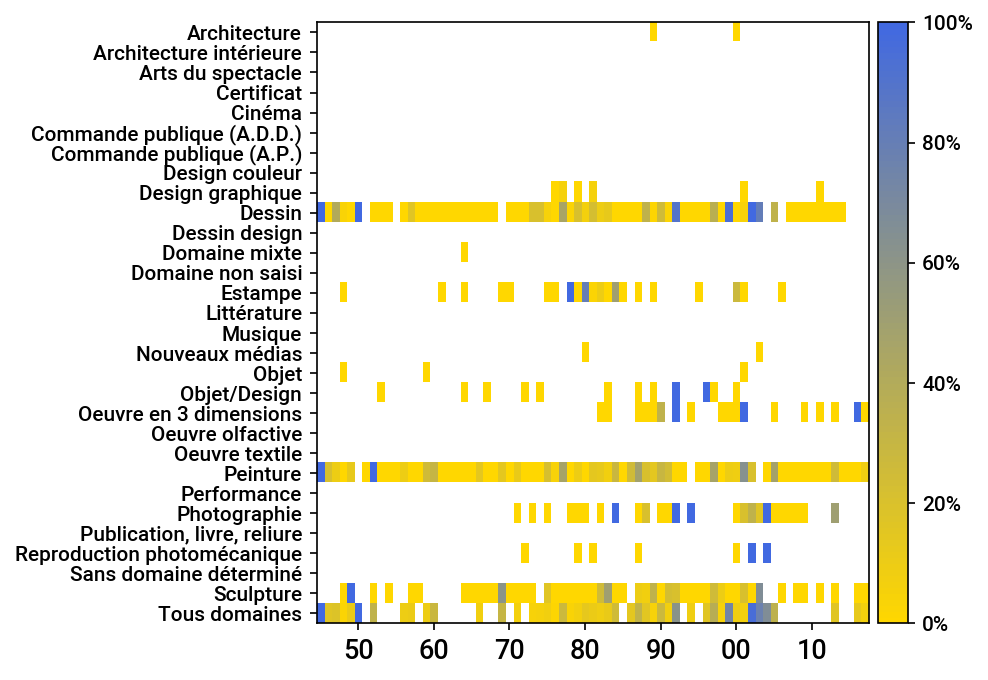 Architecture
Architecture intérieure
Arts du spectacle
Certificat
Cinéma
Commande publique (A.D.D.)
Commande publique (A.P.)
Design couleur
Design graphique
Dessin
Dessin design
Domaine mixte
Domaine non saisi
Estampe
Littérature
Musique
Nouveaux médias
Objet
Objet/Design
Oeuvre en 3 dimensions
Oeuvre olfactive
Oeuvre textile
Peinture
Performance
Photographie
Publication, livre, reliure
Reproduction photomécanique
Sans domaine déterminé
Sculpture
Tous domaines
50 60 70 80 90 00 10
100%
80%
60%
40%
20%
0%